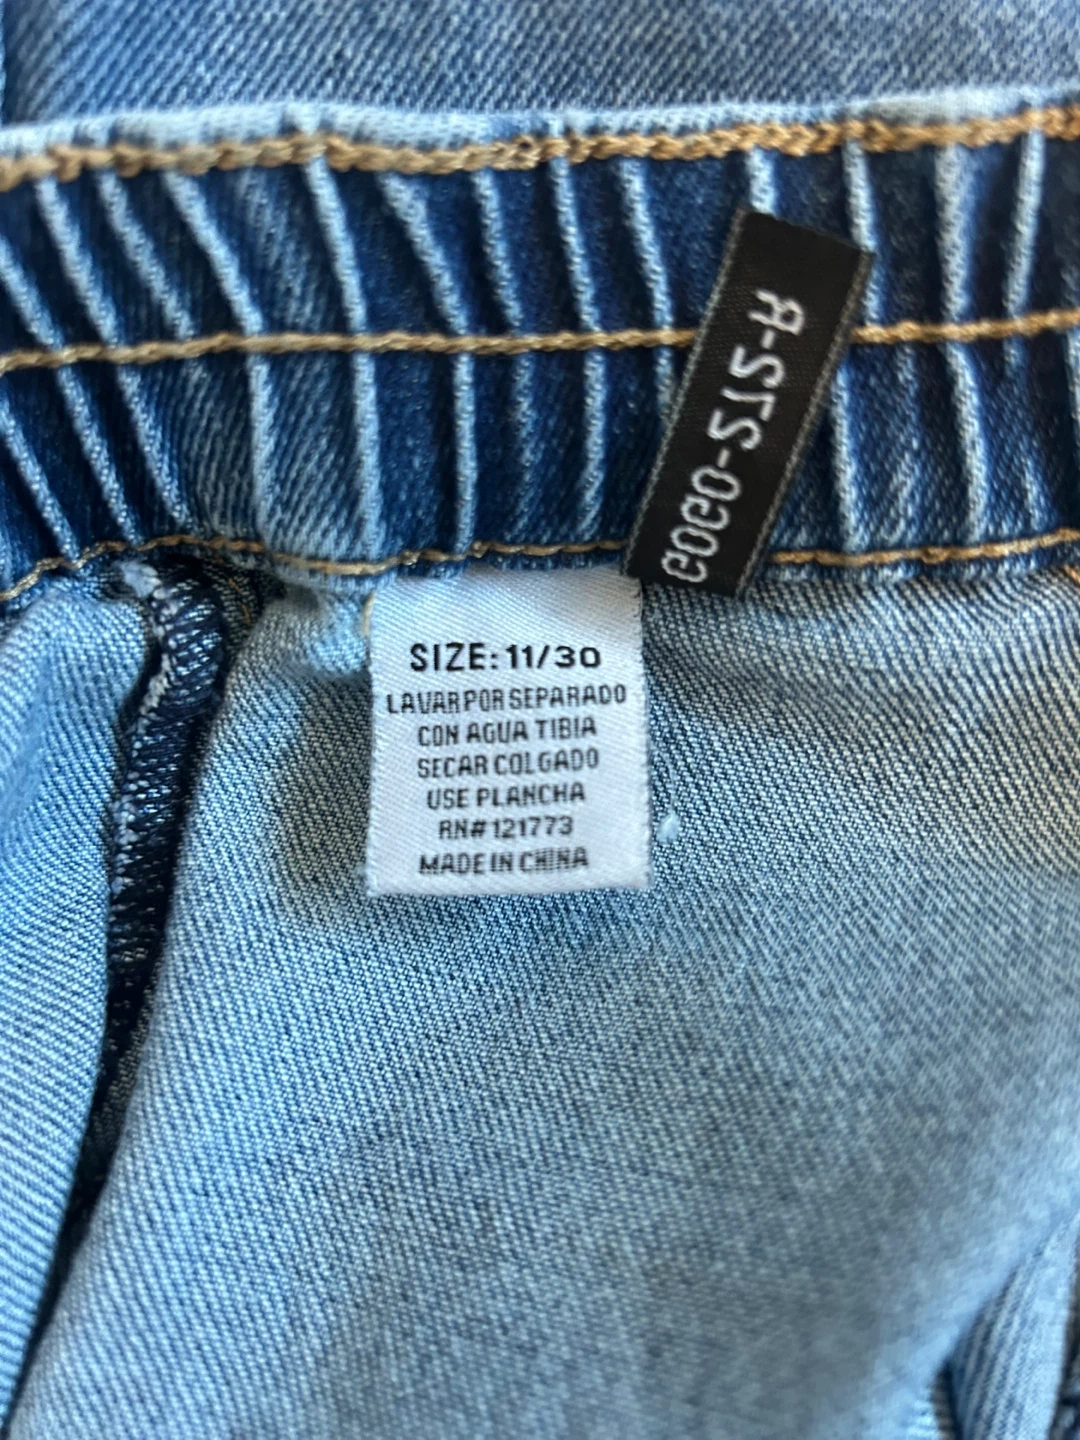 COCO-STS-R
SIZE: 11/30
LAVAR POR SEPARADO
CON AGUA TIBIA
SECAR COLGADO
USE PLANCHA
RN# 121773
MADE IN CHINA